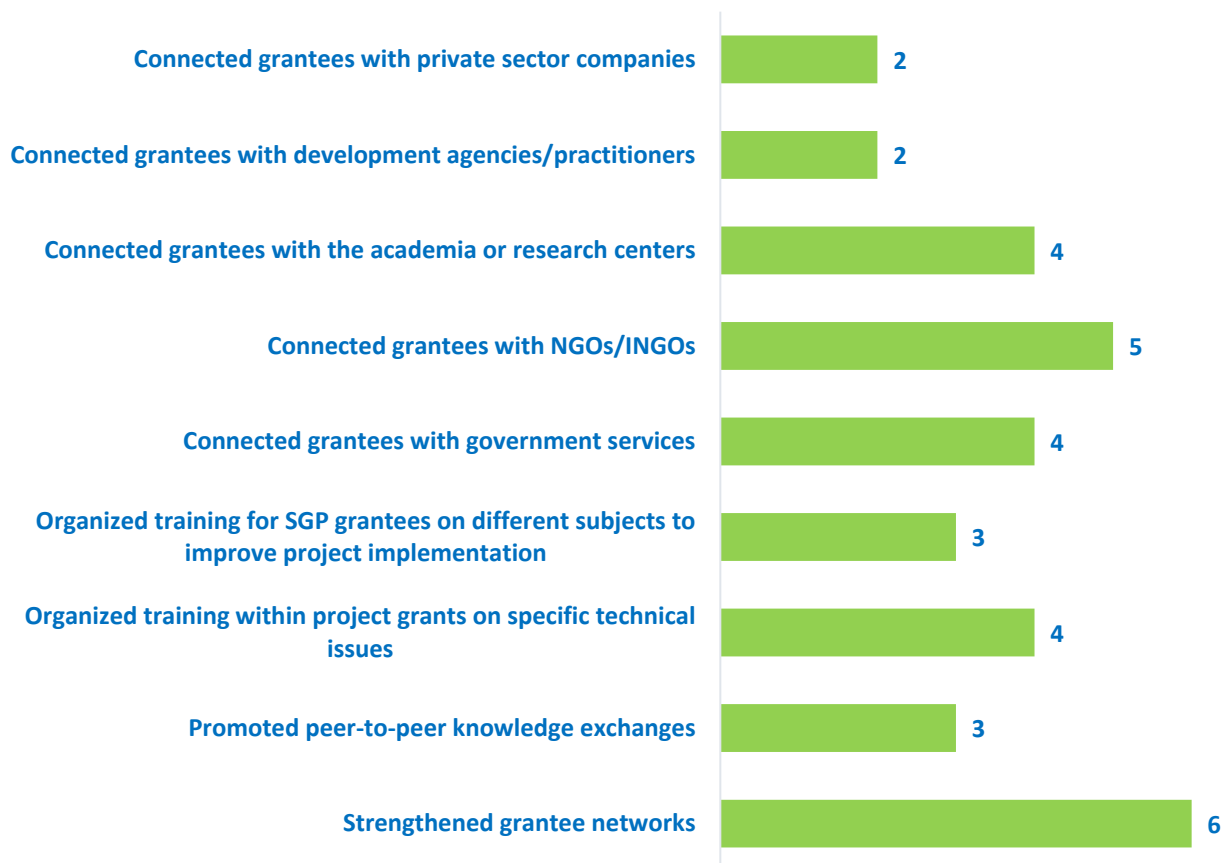 Connected grantees with private sector companies 2
Connected grantees with development agencies/practitioners 2
Connected grantees with the academia or research centers 4
Connected grantees with NGOs/INGOs 5
Connected grantees with government services 4
Organized training for SGP grantees on different subjects to
improve project implementation 3
Organized training within project grants on specific technical
issues 4
Promoted peer-to-peer knowledge exchanges 3
Strengthened grantee networks 6